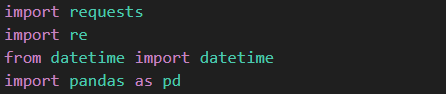 import requests
import re
from datetime import datetime
import pandas as pd